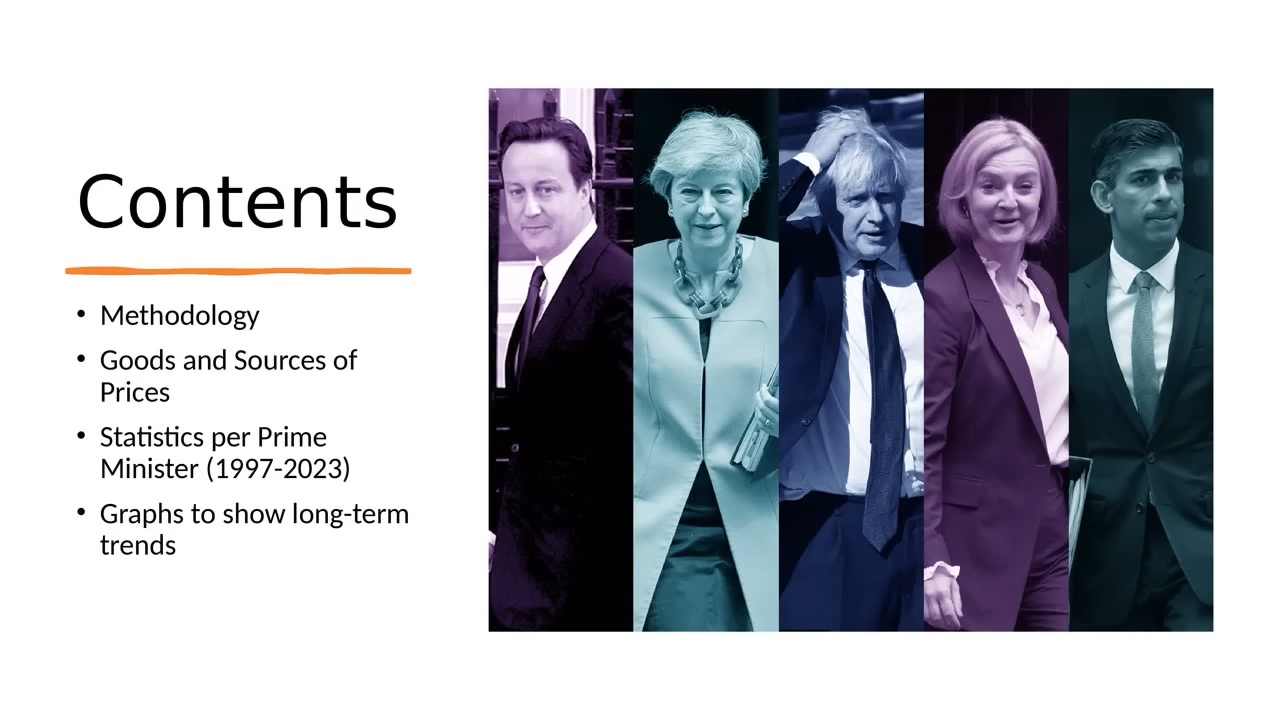 Contents
• Methodology
• Goods and Sources of
Prices
• Statistics per Prime
Minister (1997-2023)
• Graphs to show long-term
trends